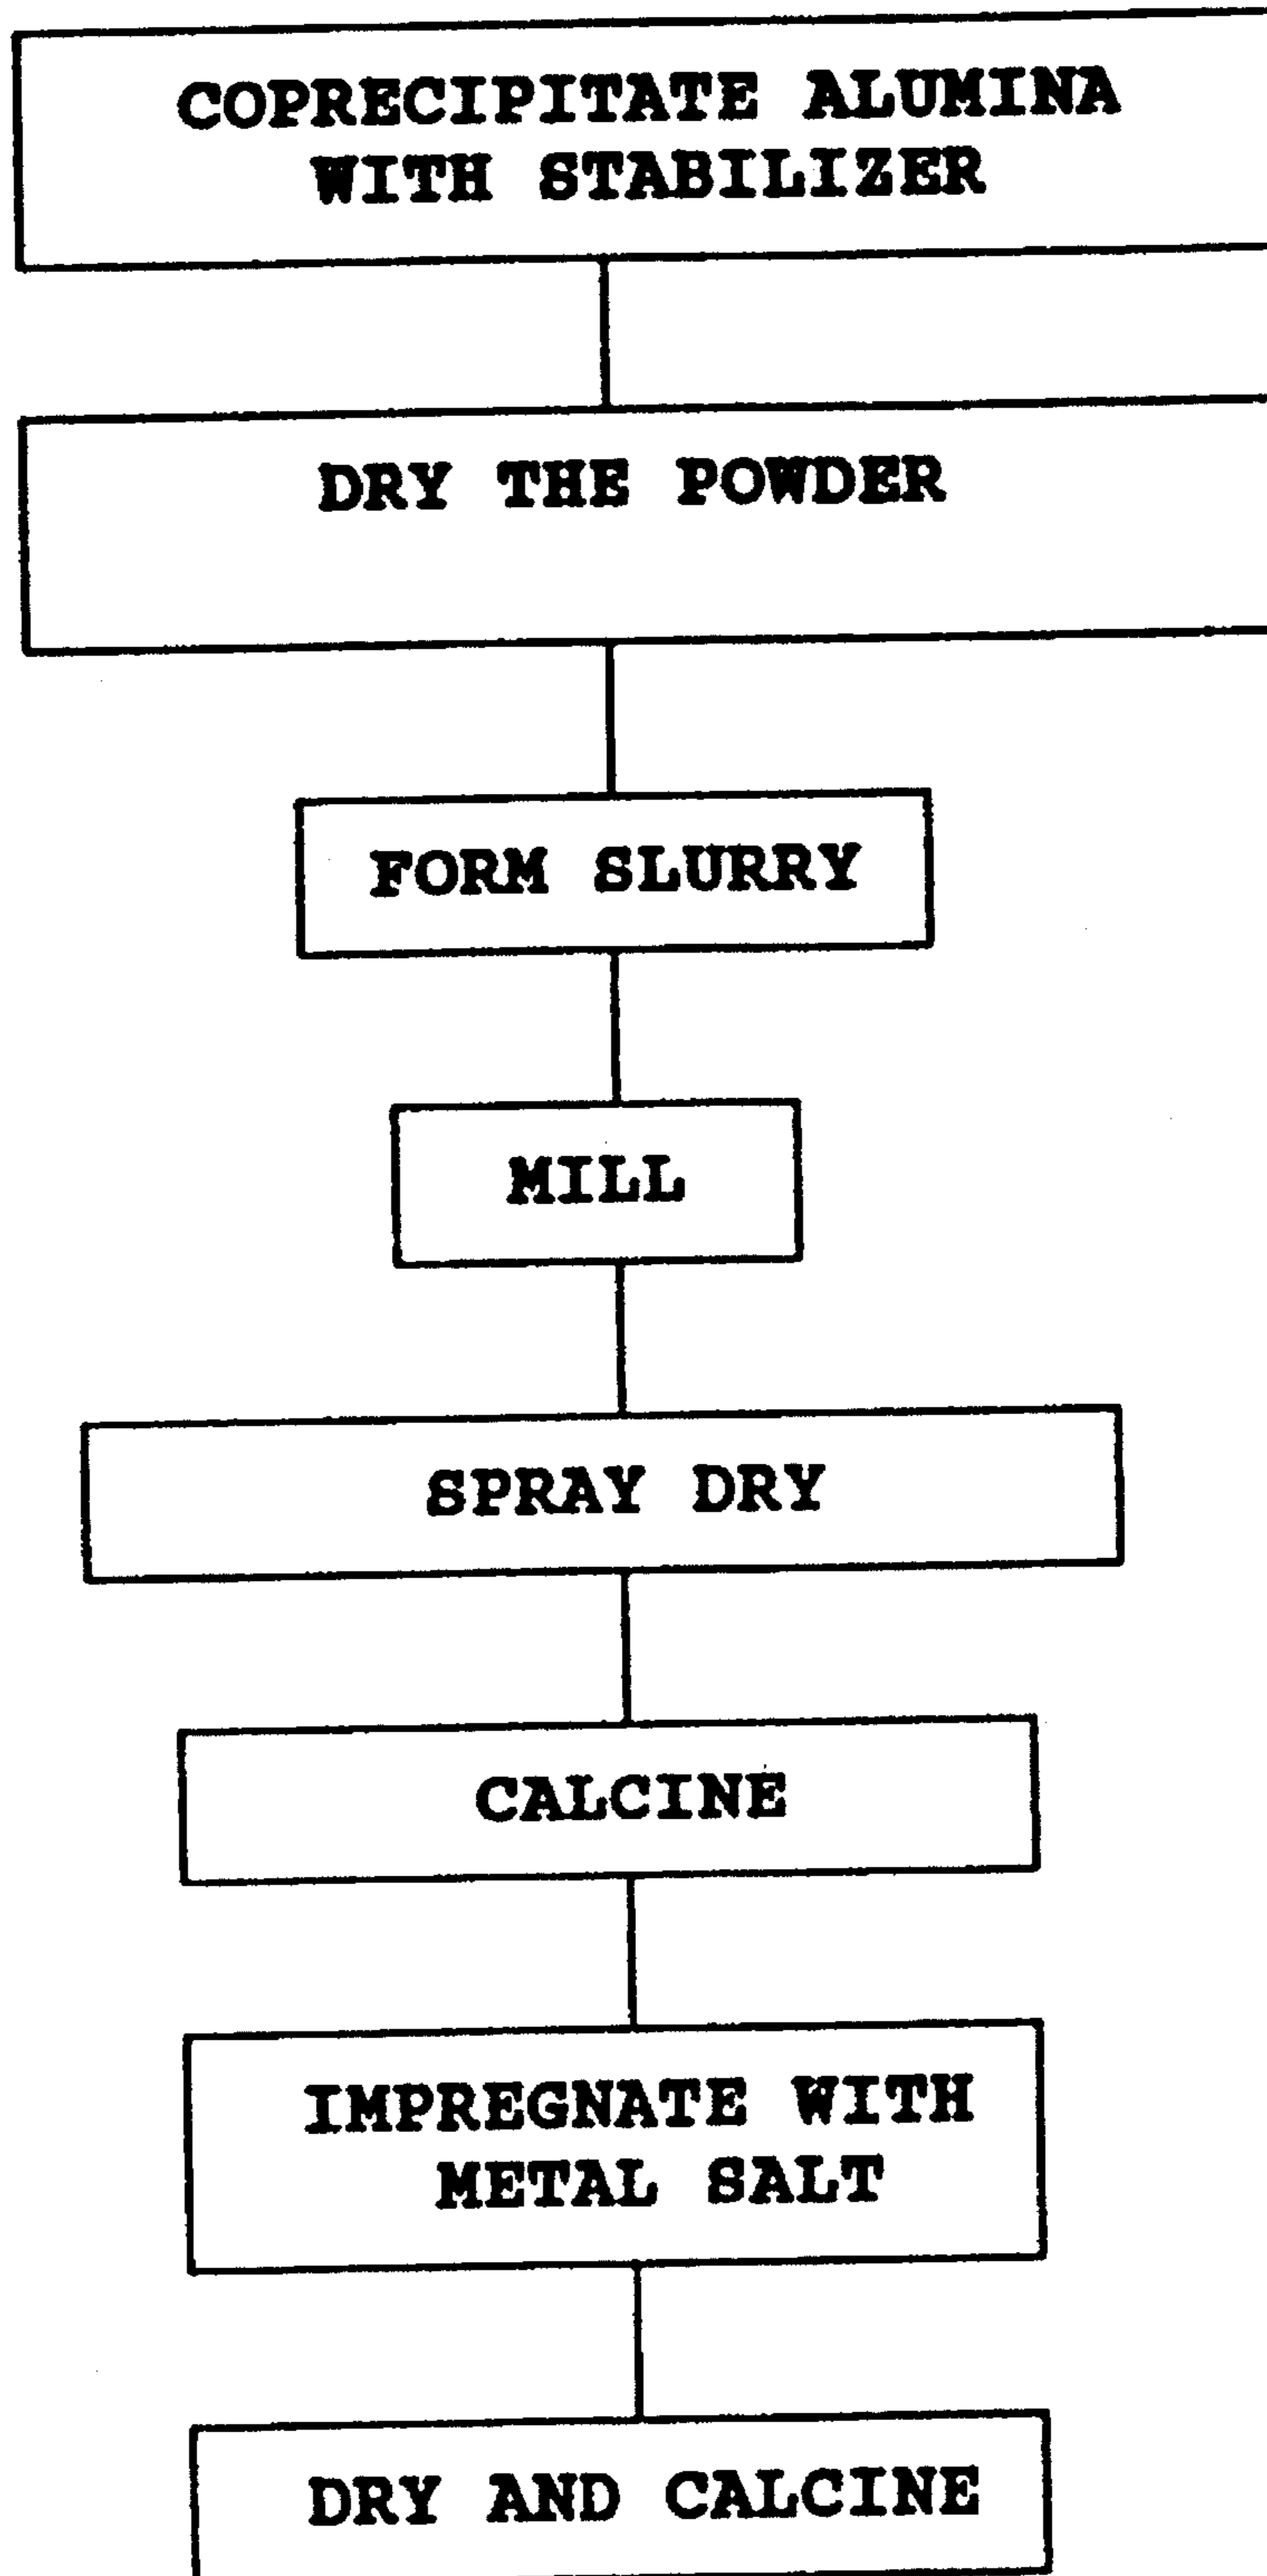 COPRECIPITATE ALUMINA
WITH STABILIZER
DRY THE POWDER
FORM SLURRY
MILL
SPRAY DRY
CALCINE
IMPREGNATE WITH
METAL SALT
DRY AND CALCINE